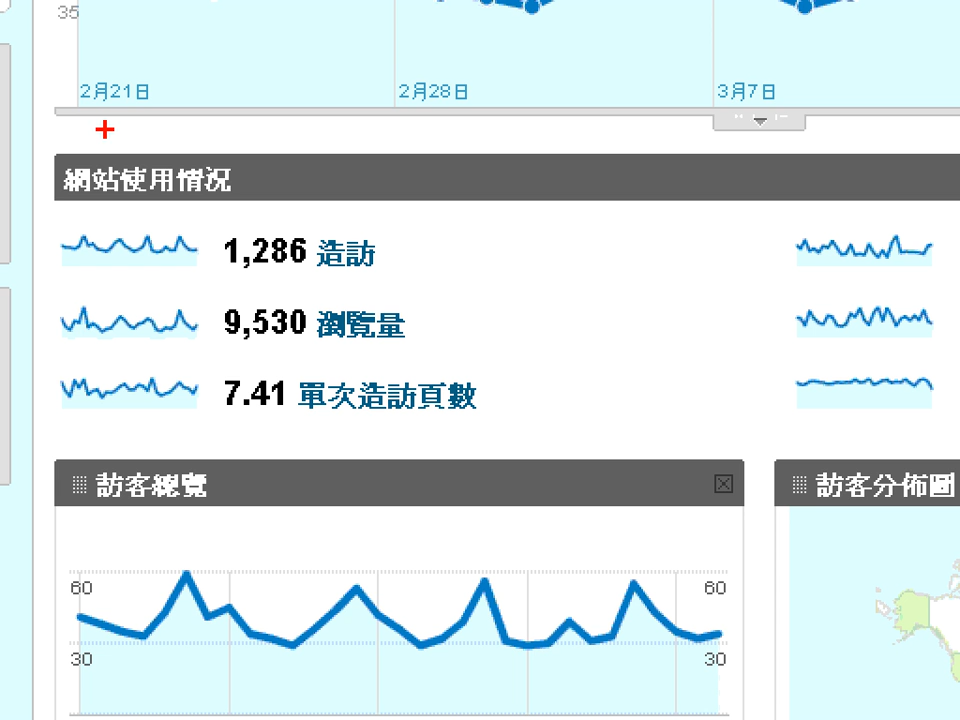 35
2月21日 2月28日 3月7日
網站使用情況
1,286 造訪
9,530 瀏覽量
7.41 單次造訪頁數
訪客總覽 訪客分佈圖
60 60
30 30